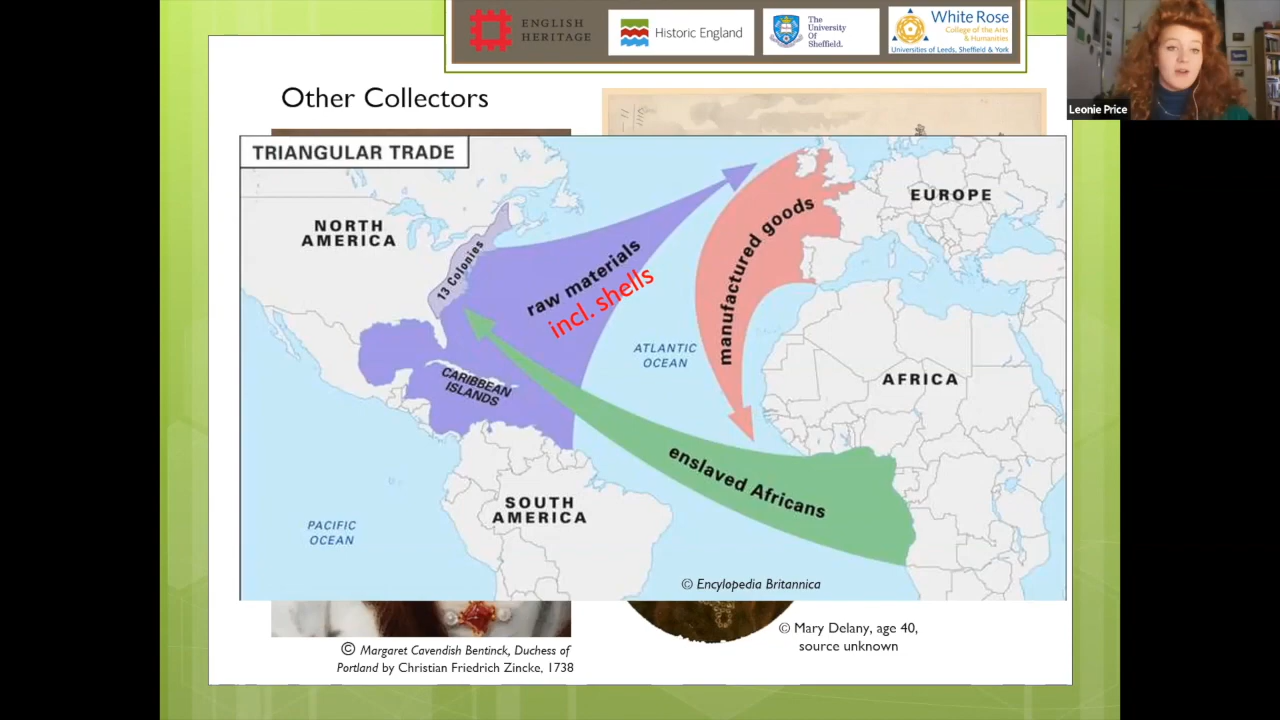 ENGLISH
HERITAGE
Historic England
The
University
Of
Sheffield.
White Rose
College of the Arts
& Humanities
Universities of Leeds, Sheffield & York
Leonie Price
Other Collectors
TRIANGULAR TRADE
NORTH
AMERICA
13 Colonies
raw materials
incl. shells
manufactured goods
EUROPE
ATLANTIC
OCEAN
CARIBBEAN
ISLANDS
AFRICA
enslaved Africans
SOUTH
AMERICA
PACIFIC
OCEAN
© Encylopedia Britannica
© Margaret Cavendish Bentinck, Duchess of
Portland by Christian Friedrich Zincke, 1738
© Mary Delany, age 40,
source unknown